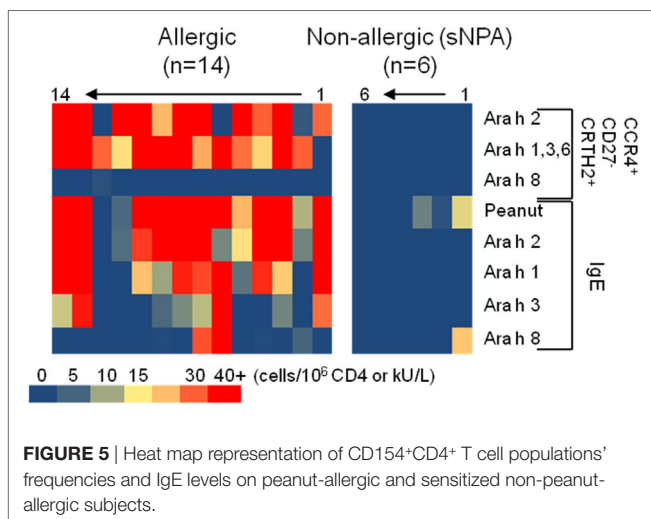 Allergic Non-allergic (sNPA)
(n=14) (n=6)
14 1 6 1
Ara h 2
Ara h 1,3,6
Ara h 8
CCR4⁺
CD27⁻
CRTH2⁺
Peanut
Ara h 2
Ara h 1
Ara h 3
Ara h 8
IgE
0 5 10 15 30 40+ (cells/10⁶ CD4 or kU/L)
FIGURE 5 | Heat map representation of CD154⁺CD4⁺ T cell populations’
frequencies and IgE levels on peanut-allergic and sensitized non-peanut-
allergic subjects.